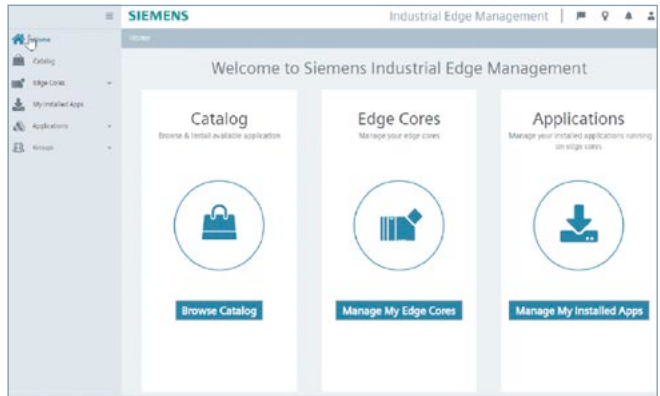 SIEMENS
Industrial Edge Management
Home
Home
Catalog
Edge Cores
My Installed Apps
Applications
Groups
Welcome to Siemens Industrial Edge Management
Catalog
Browse & Install available application
Browse Catalog
Edge Cores
Manage your edge cores
Manage My Edge Cores
Applications
Manage your installed applications running
on edge cores
Manage My Installed Apps